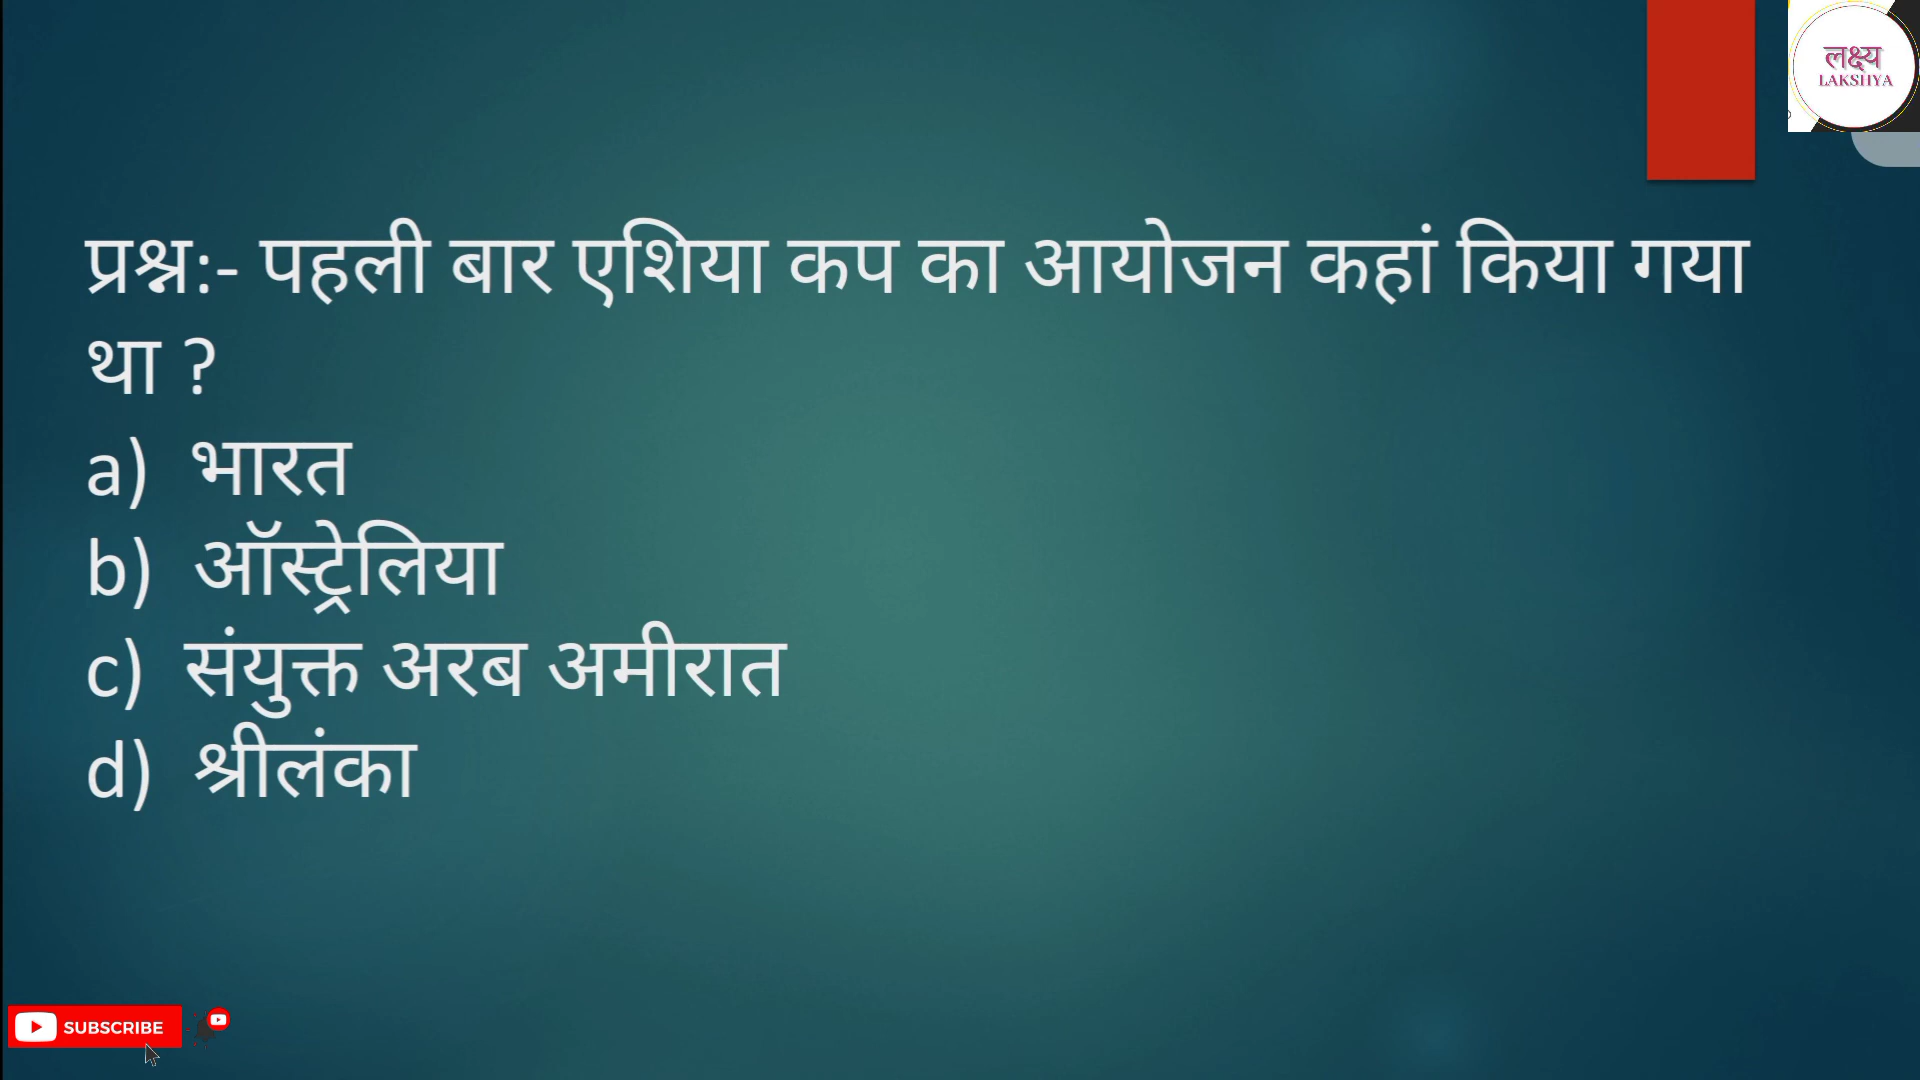 लक्ष्य
LAKSHYA
प्रश्न:- पहली बार एशिया कप का आयोजन कहां किया गया
था ?
a) भारत
b) ऑस्ट्रेलिया
c) संयुक्त अरब अमीरात
d) श्रीलंका
SUBSCRIBE